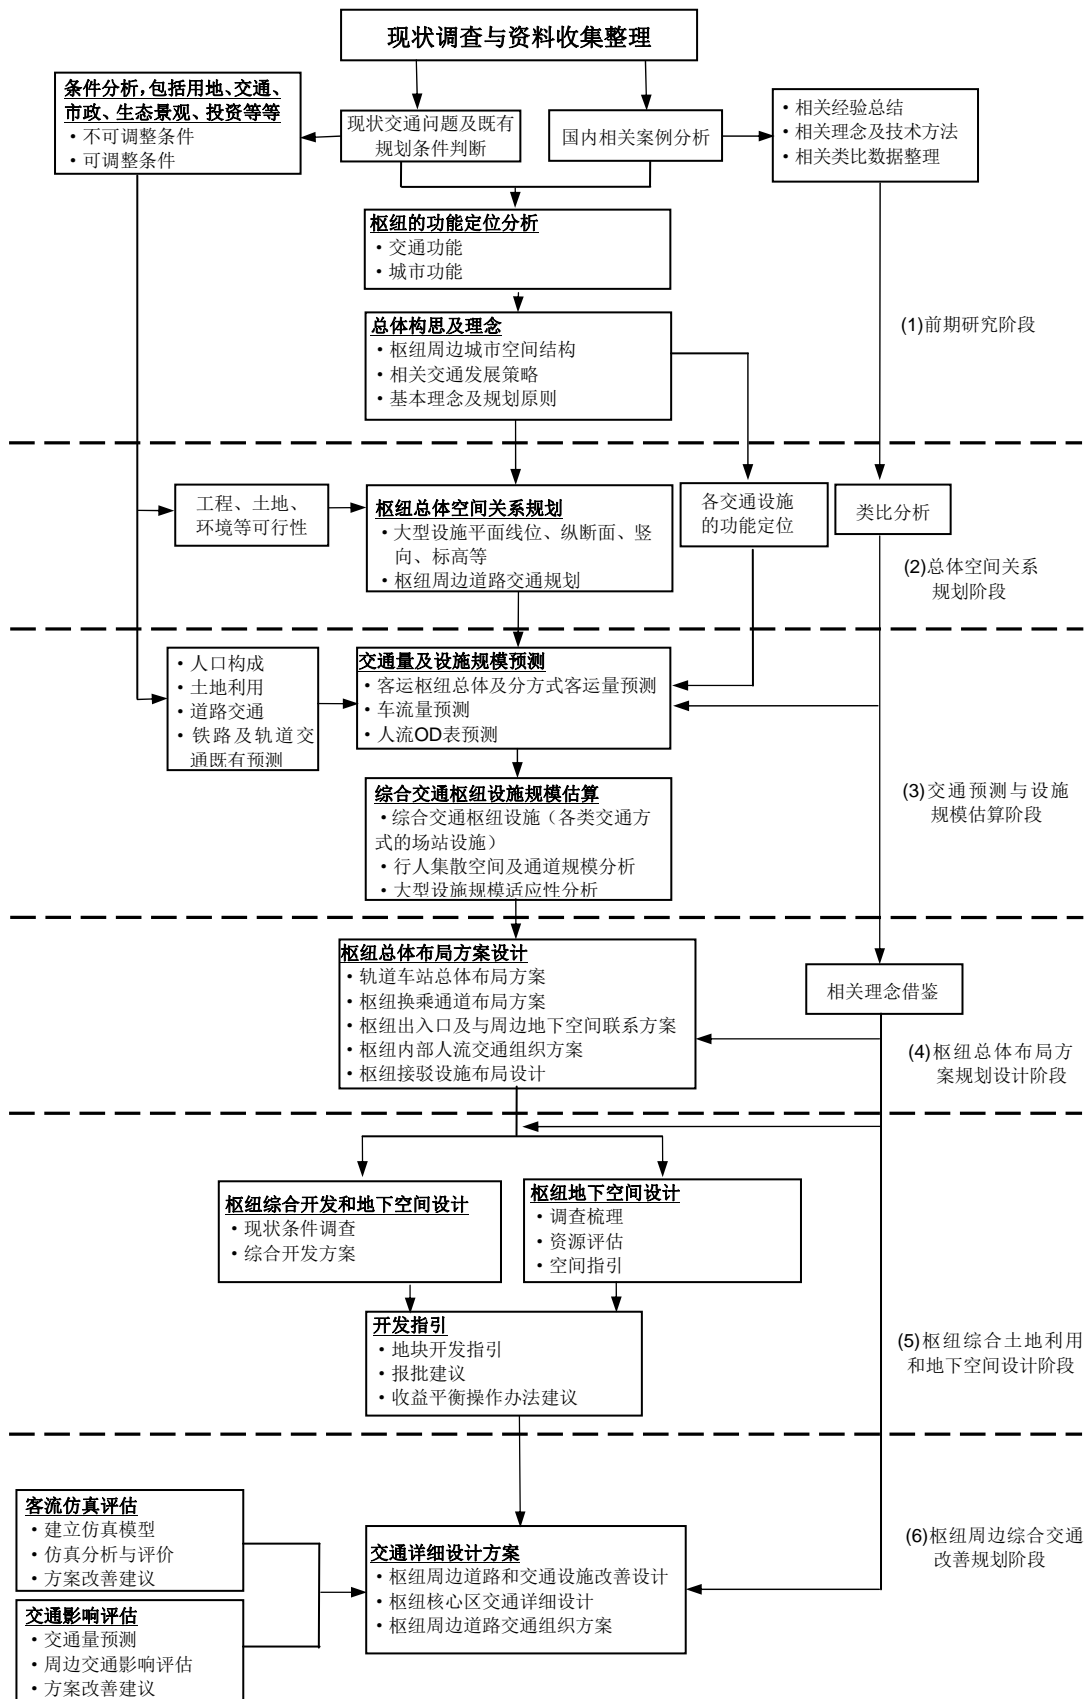 现状调查与资料收集整理
条件分析,包括用地、交通、
市政、生态景观、投资等等
• 不可调整条件
• 可调整条件
现状交通问题及既有
规划条件判断
国内相关案例分析
• 相关经验总结
• 相关理念及技术方法
• 相关类比数据整理
枢纽的功能定位分析
• 交通功能
• 城市功能
总体构思及理念
• 枢纽周边城市空间结构
• 相关交通发展策略
• 基本理念及规划原则
(1)前期研究阶段
工程、土地、
环境等可行性
枢纽总体空间关系规划
• 大型设施平面线位、纵断面、竖
向、标高等
• 枢纽周边道路交通规划
各交通设施
的功能定位
类比分析
(2)总体空间关系
规划阶段
• 人口构成
• 土地利用
• 道路交通
• 铁路及轨道交
通既有预测
交通量及设施规模预测
• 客运枢纽总体及分方式客运量预测
• 车流量预测
• 人流OD表预测
综合交通枢纽设施规模估算
• 综合交通枢纽设施（各类交通方
式的场站设施）
• 行人集散空间及通道规模分析
• 大型设施规模适应性分析
(3)交通预测与设施
规模估算阶段
枢纽总体布局方案设计
• 轨道车站总体布局方案
• 枢纽换乘通道布局方案
• 枢纽出入口及与周边地下空间联系方案
• 枢纽内部人流交通组织方案
• 枢纽接驳设施布局设计
相关理念借鉴
(4)枢纽总体布局方
案规划设计阶段
枢纽综合开发和地下空间设计
• 现状条件调查
• 综合开发方案
枢纽地下空间设计
• 调查梳理
• 资源评估
• 空间指引
开发指引
• 地块开发指引
• 报批建议
• 收益平衡操作办法建议
(5)枢纽综合土地利用
和地下空间设计阶段
客流仿真评估
• 建立仿真模型
• 仿真分析与评价
• 方案改善建议
交通影响评估
• 交通量预测
• 周边交通影响评估
• 方案改善建议
交通详细设计方案
• 枢纽周边道路和交通设施改善设计
• 枢纽核心区交通详细设计
• 枢纽周边道路交通组织方案
(6)枢纽周边综合交通
改善规划阶段